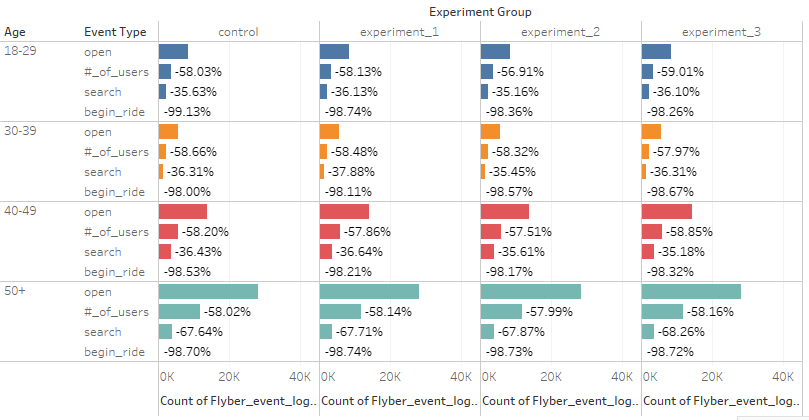 Experiment Group
Age Event Type control experiment_1 experiment_2 experiment_3
18-29 open
#_of_users -58.03% -58.13% -56.91% -59.01%
search -35.63% -36.13% -35.16% -36.10%
begin_ride -99.13% -98.74% -98.36% -98.26%
30-39 open
#_of_users -58.66% -58.48% -58.32% -57.97%
search -36.31% -37.88% -35.45% -36.31%
begin_ride -98.00% -98.11% -98.57% -98.67%
40-49 open
#_of_users -58.20% -57.86% -57.51% -58.85%
search -36.43% -36.64% -35.61% -35.18%
begin_ride -98.53% -98.21% -98.17% -98.32%
50+ open
#_of_users -58.02% -58.14% -57.99% -58.16%
search -67.64% -67.71% -67.87% -68.26%
begin_ride -98.70% -98.74% -98.73% -98.72%
0K 20K 40K 0K 20K 40K 0K 20K 40K 0K 20K 40K
Count of Flyber_event_log.. Count of Flyber_event_log.. Count of Flyber_event_log.. Count of Flyber_event_log..